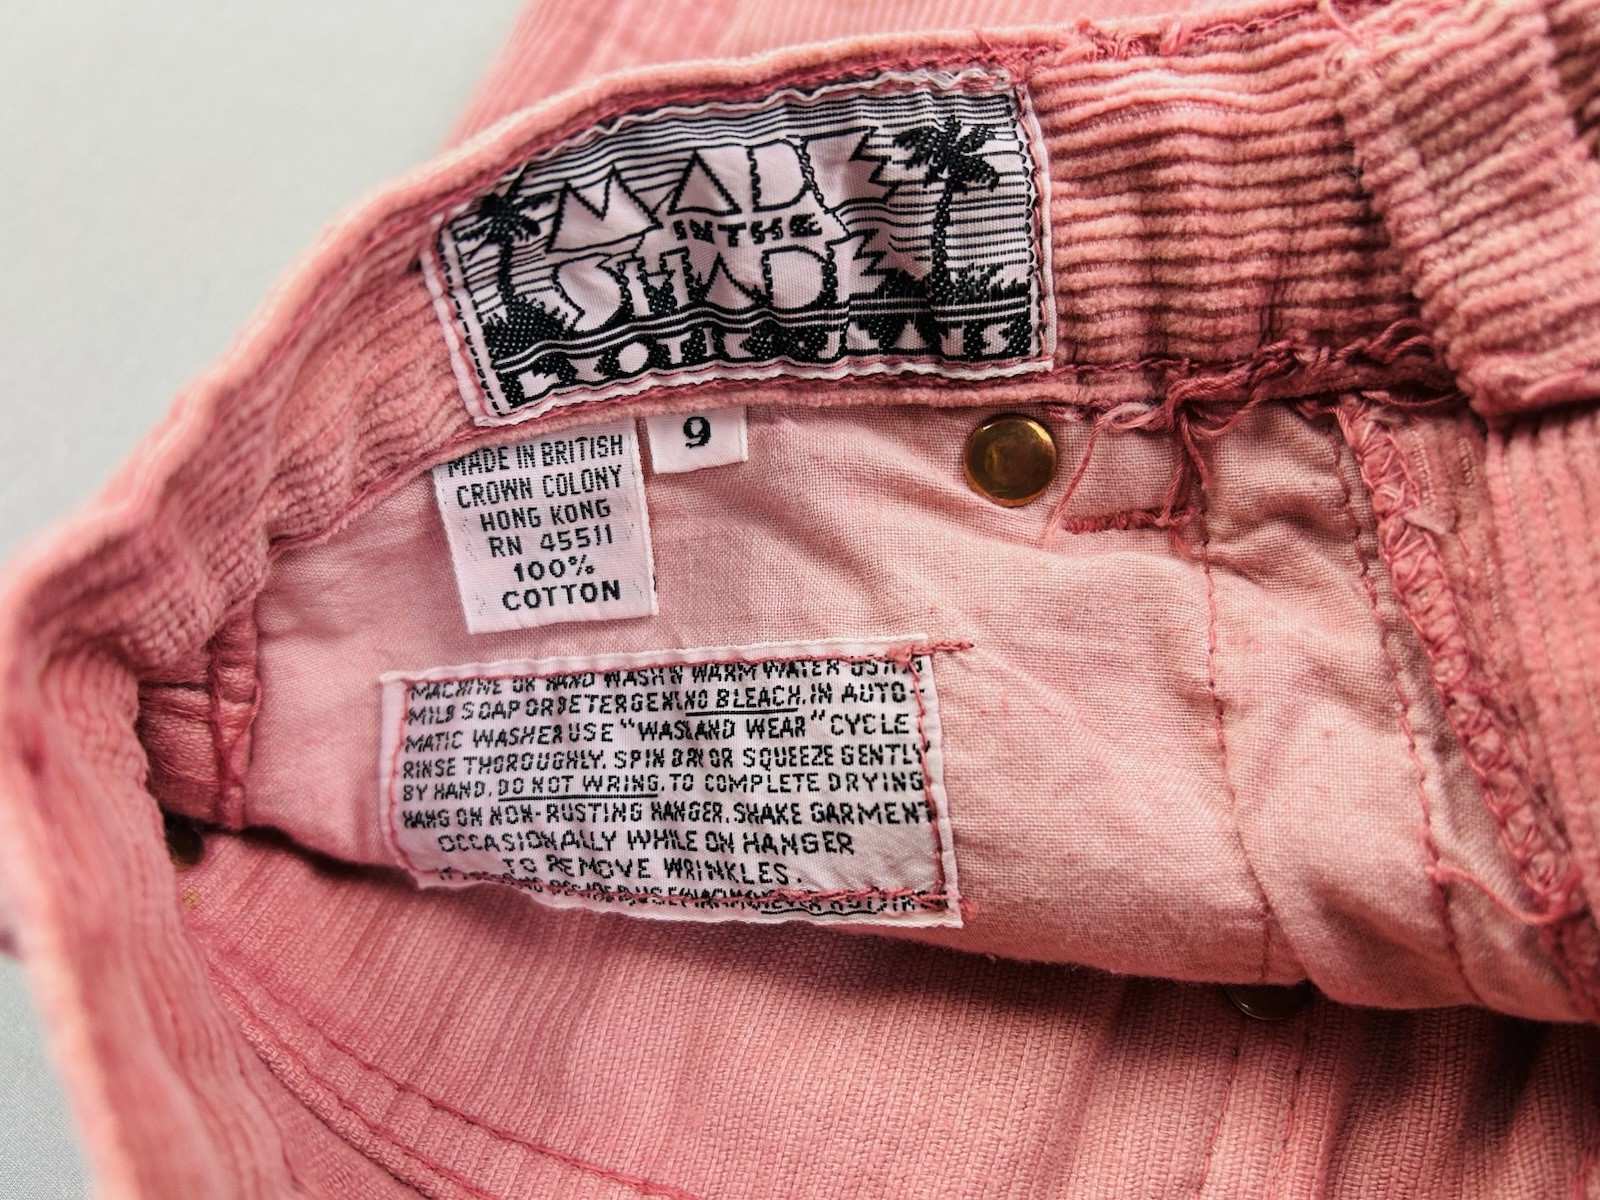 MAD
IN THE
SHADE
9
MADE IN BRITISH
CROWN COLONY
HONG KONG
RN 45511
100%
COTTON
MACHINE OR HAND WASH N WARM WATER USING
MILD SOAP OR DETERGENT NO BLEACH. IN AUTO-
MATIC WASHER USE "WASH AND WEAR" CYCLE
RINSE THOROUGHLY. SPIN DRY OR SQUEEZE GENTLY
BY HAND. DO NOT WRING. TO COMPLETE DRYING
HANG ON NON-RUSTING HANGER. SHAKE GARMENT
OCCASIONALLY WHILE ON HANGER
TO REMOVE WRINKLES.